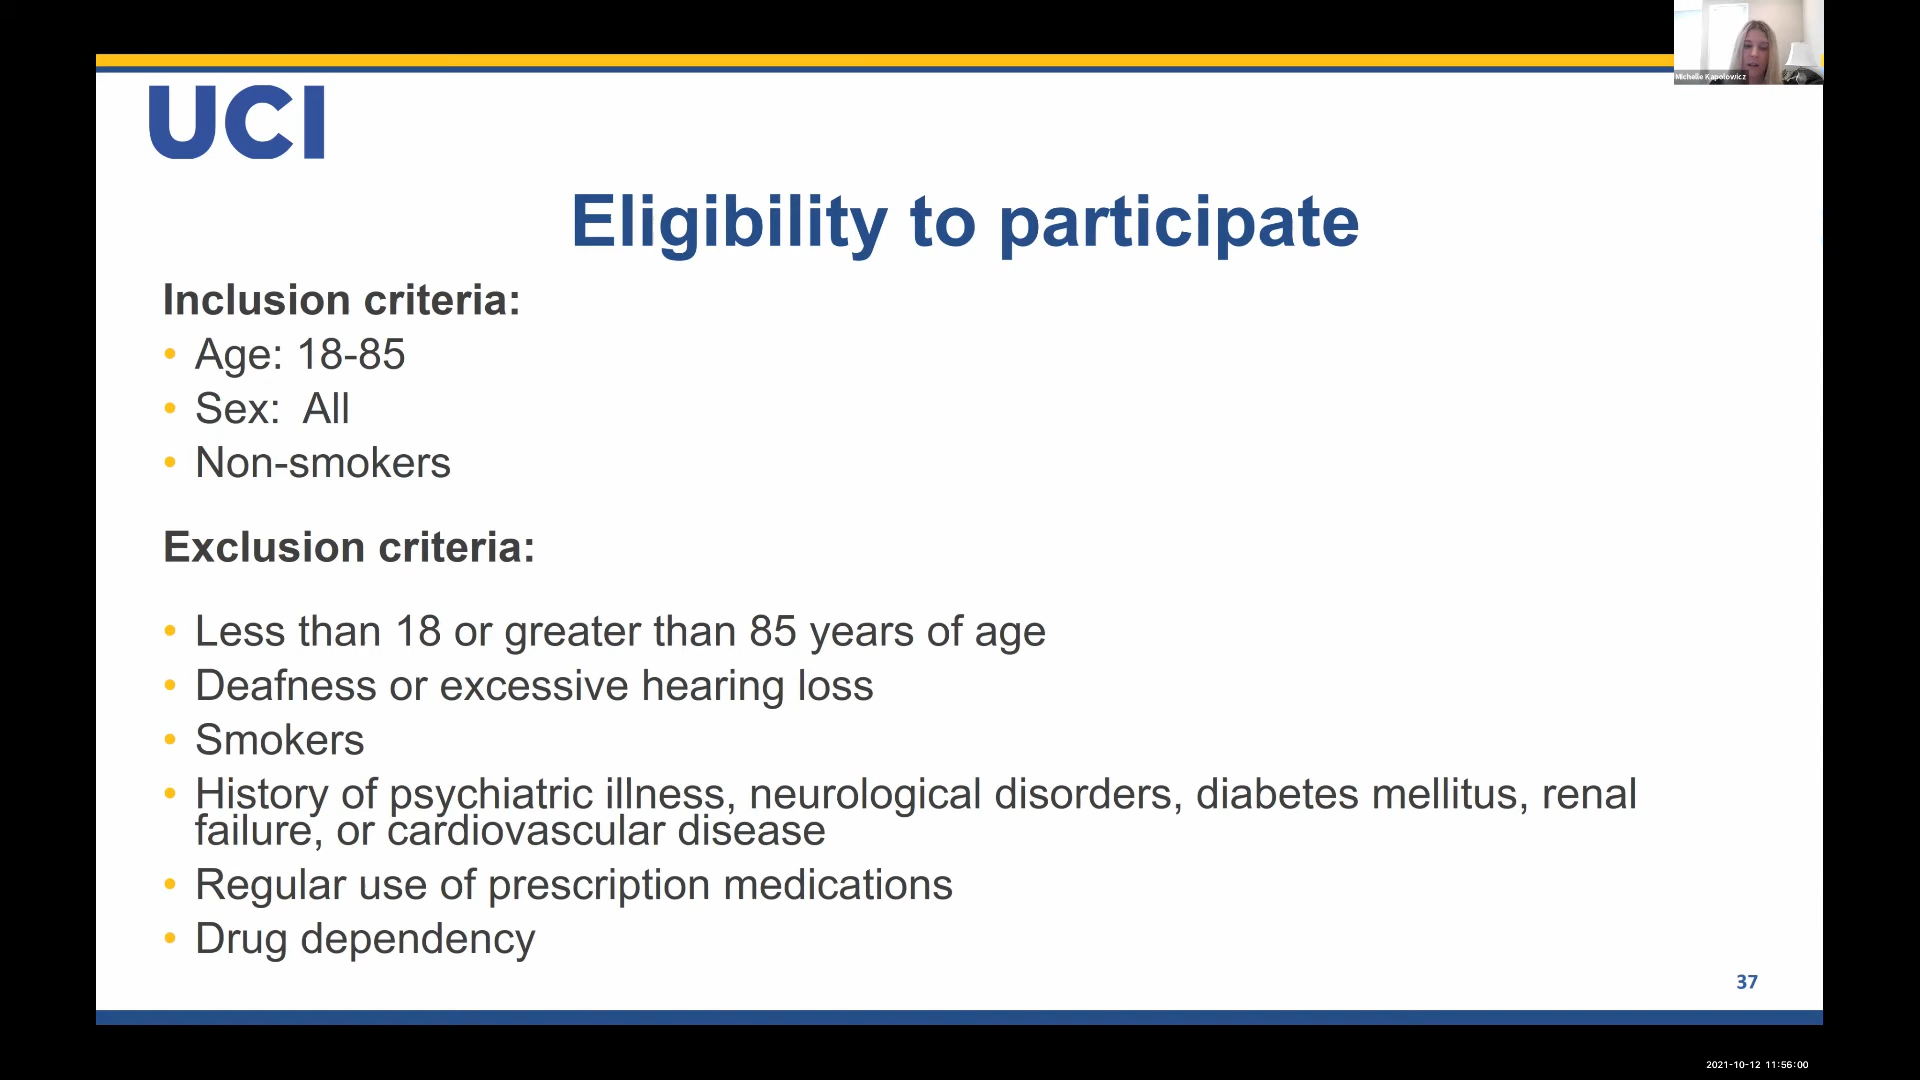 Michelle Kapolowicz
UCI
Eligibility to participate
Inclusion criteria:
• Age: 18-85
• Sex:  All
• Non-smokers
Exclusion criteria:
• Less than 18 or greater than 85 years of age
• Deafness or excessive hearing loss
• Smokers
• History of psychiatric illness, neurological disorders, diabetes mellitus, renal
failure, or cardiovascular disease
• Regular use of prescription medications
• Drug dependency
37
2021-10-12 11:56:00